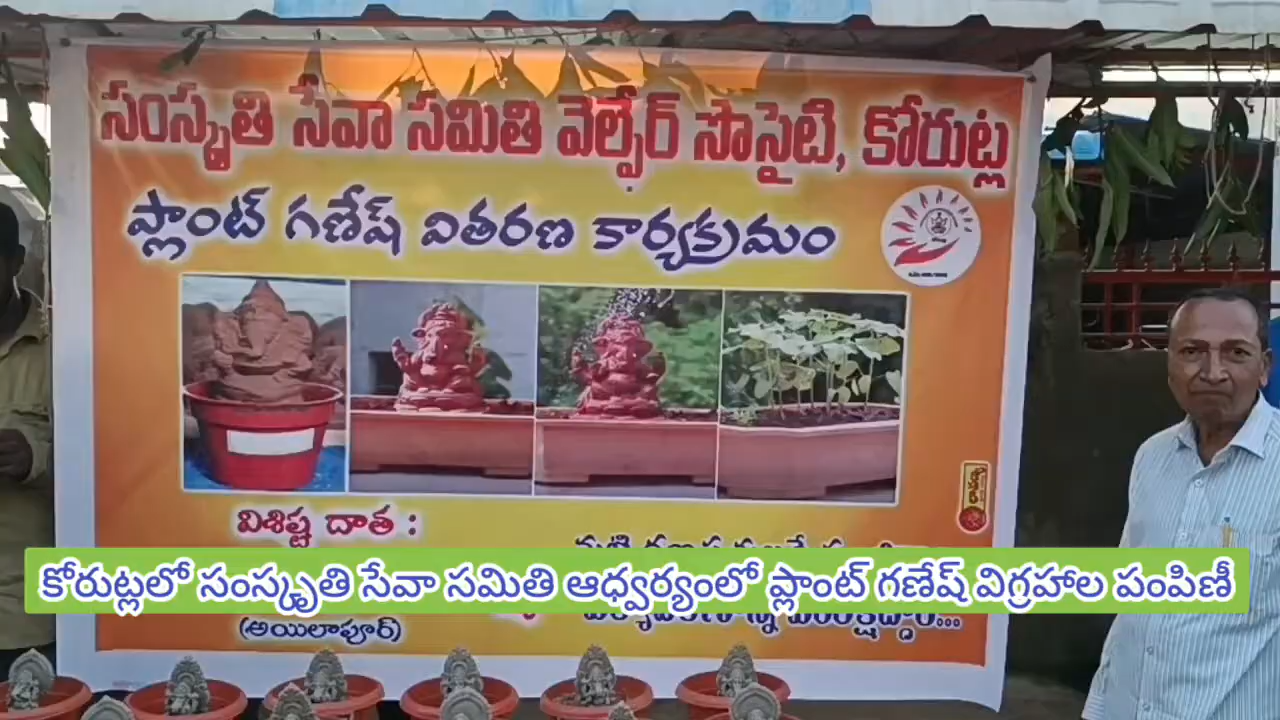 సంస్కృతి సేవా సమితి వెల్ఫేర్ సొసైటి, కోరుట్ల
ప్లాంట్ గణేష్ వితరణ కార్యక్రమం
విశిష్ట దాత :
కోరుట్లలో సంస్కృతి సేవా సమితి ఆధ్వర్యంలో ప్లాంట్ గణేష్ విగ్రహాల పంపిణీ
(అయిలాపూర్)